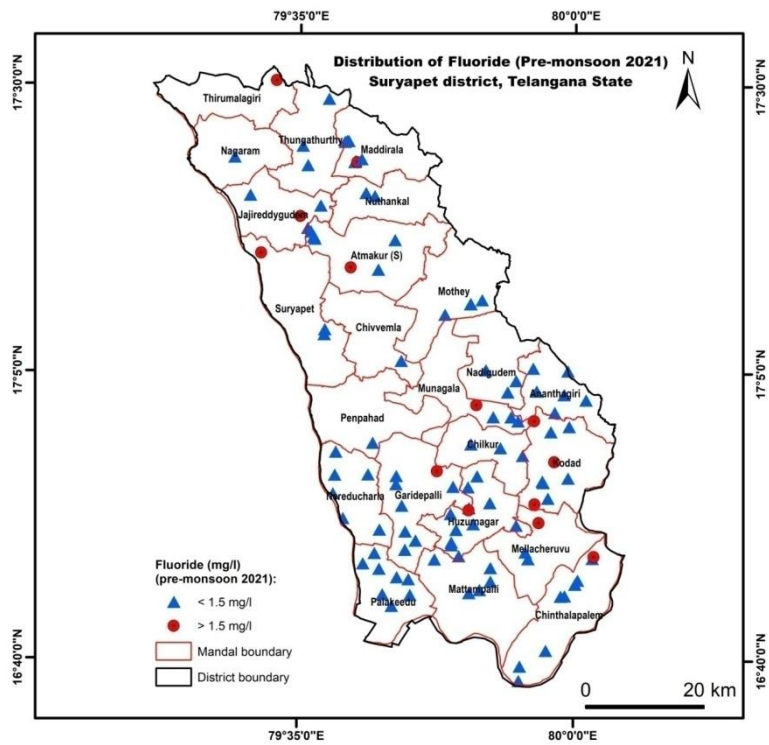 79°35'0"E 80°0'0"E
Distribution of Fluoride (Pre-monsoon 2021)
Suryapet district, Telangana State
N
17°30'0"N 17°30'0"N
Thirumalagiri
Thungathurthy
Nagaram
Maddirala
Nuthankal
Jajireddygudem
Atmakur (S)
Mothey
Suryapet
Chivvemla
17°5'0"N 17°5'0"N
Nadigudem
Munagala
Ananthagiri
Penpahad
Chilkur
Kodad
Nereducharla
Garidepalli
Huzurnagar
Mellacheruvu
Mattampalli
Palakeedu
Chinthalapalem
Fluoride (mg/l)
(pre-monsoon 2021):
< 1.5 mg/l
> 1.5 mg/l
Mandal boundary
District boundary
16°40'0"N 16°40'0"N
0 20 km
79°35'0"E 80°0'0"E